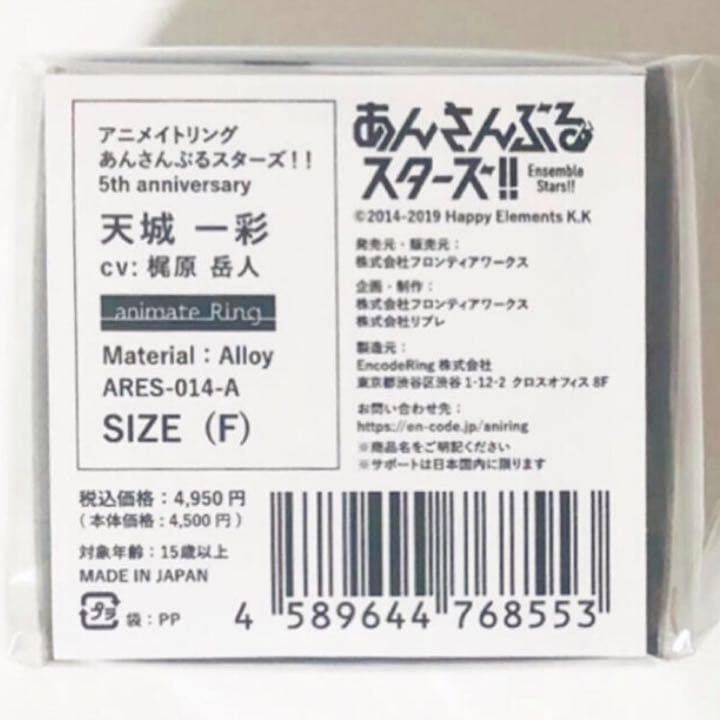 アニメイトリング
あんさんぶるスターズ！！
5th anniversary
天城 一彩
cv: 梶原 岳人
animate Ring
Material：Alloy
ARES-014-A
SIZE（F）
あんさんぶる
スターズ!!
Ensemble
Stars!!
©2014-2019 Happy Elements K.K
発売元・販売元：
株式会社フロンティアワークス
企画・制作：
株式会社フロンティアワークス
株式会社リブレ
製造元：
EncodeRing 株式会社
東京都渋谷区渋谷 1-12-2 クロスオフィス 8F
お問い合わせ先：
https://en-code.jp/aniring
※商品名をご明記ください
※サポートは日本国内に限ります
税込価格：4,950 円
（本体価格：4,500 円）
対象年齢：15歳以上
MADE IN JAPAN
プラ 袋：PP
4 589644 768553